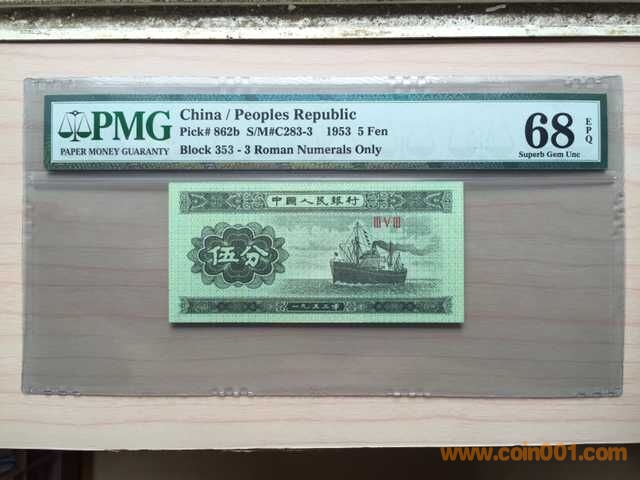 PMG
PAPER MONEY GUARANTY
China / Peoples Republic
Pick# 862b S/M#C283-3 1953 5 Fen
Block 353 - 3 Roman Numerals Only
68 EPQ
Superb Gem Unc
中國人民銀行
III V III
伍分
一九五三年
www.coin001.com